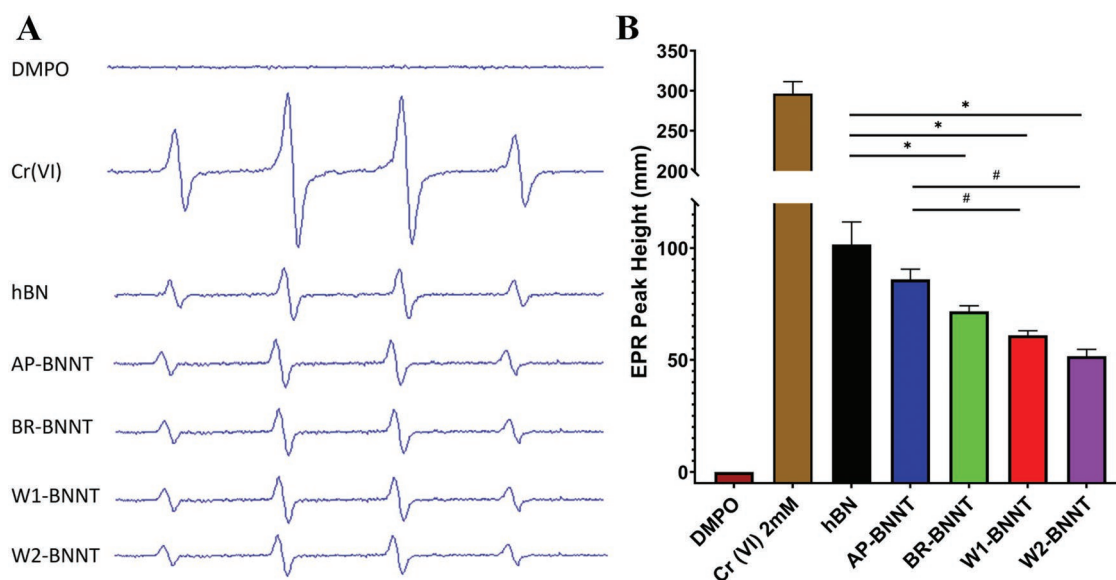 A
DMPO
Cr(VI)
hBN
AP-BNNT
BR-BNNT
W1-BNNT
W2-BNNT
B
EPR Peak Height (mm)
350
300
250
200
100
50
0
*
*
*
#
#
DMPO
Cr (VI) 2mM
hBN
AP-BNNT
BR-BNNT
W1-BNNT
W2-BNNT